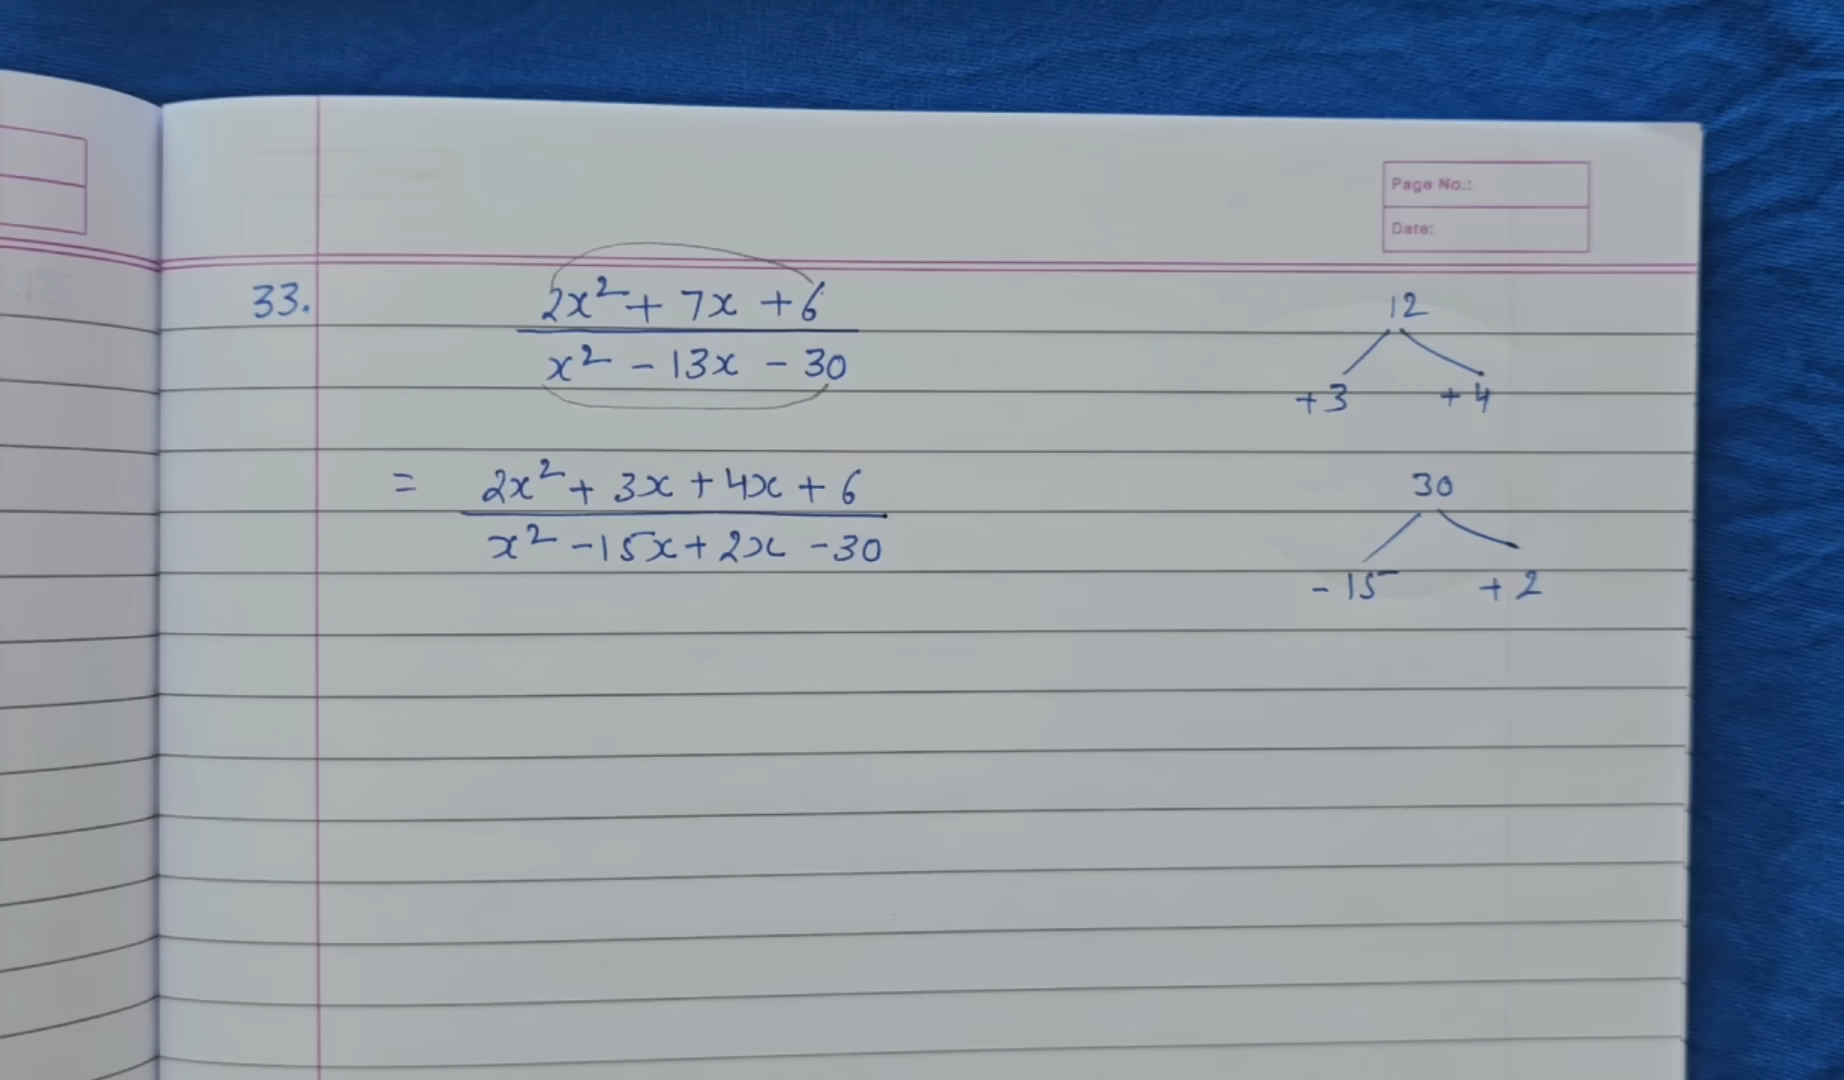 Page No.:
Date:
33.
2x² + 7x + 6
x² - 13x - 30
12
+3 +4
= 2x² + 3x + 4x + 6
x² - 15x + 2x - 30
30
- 15 + 2